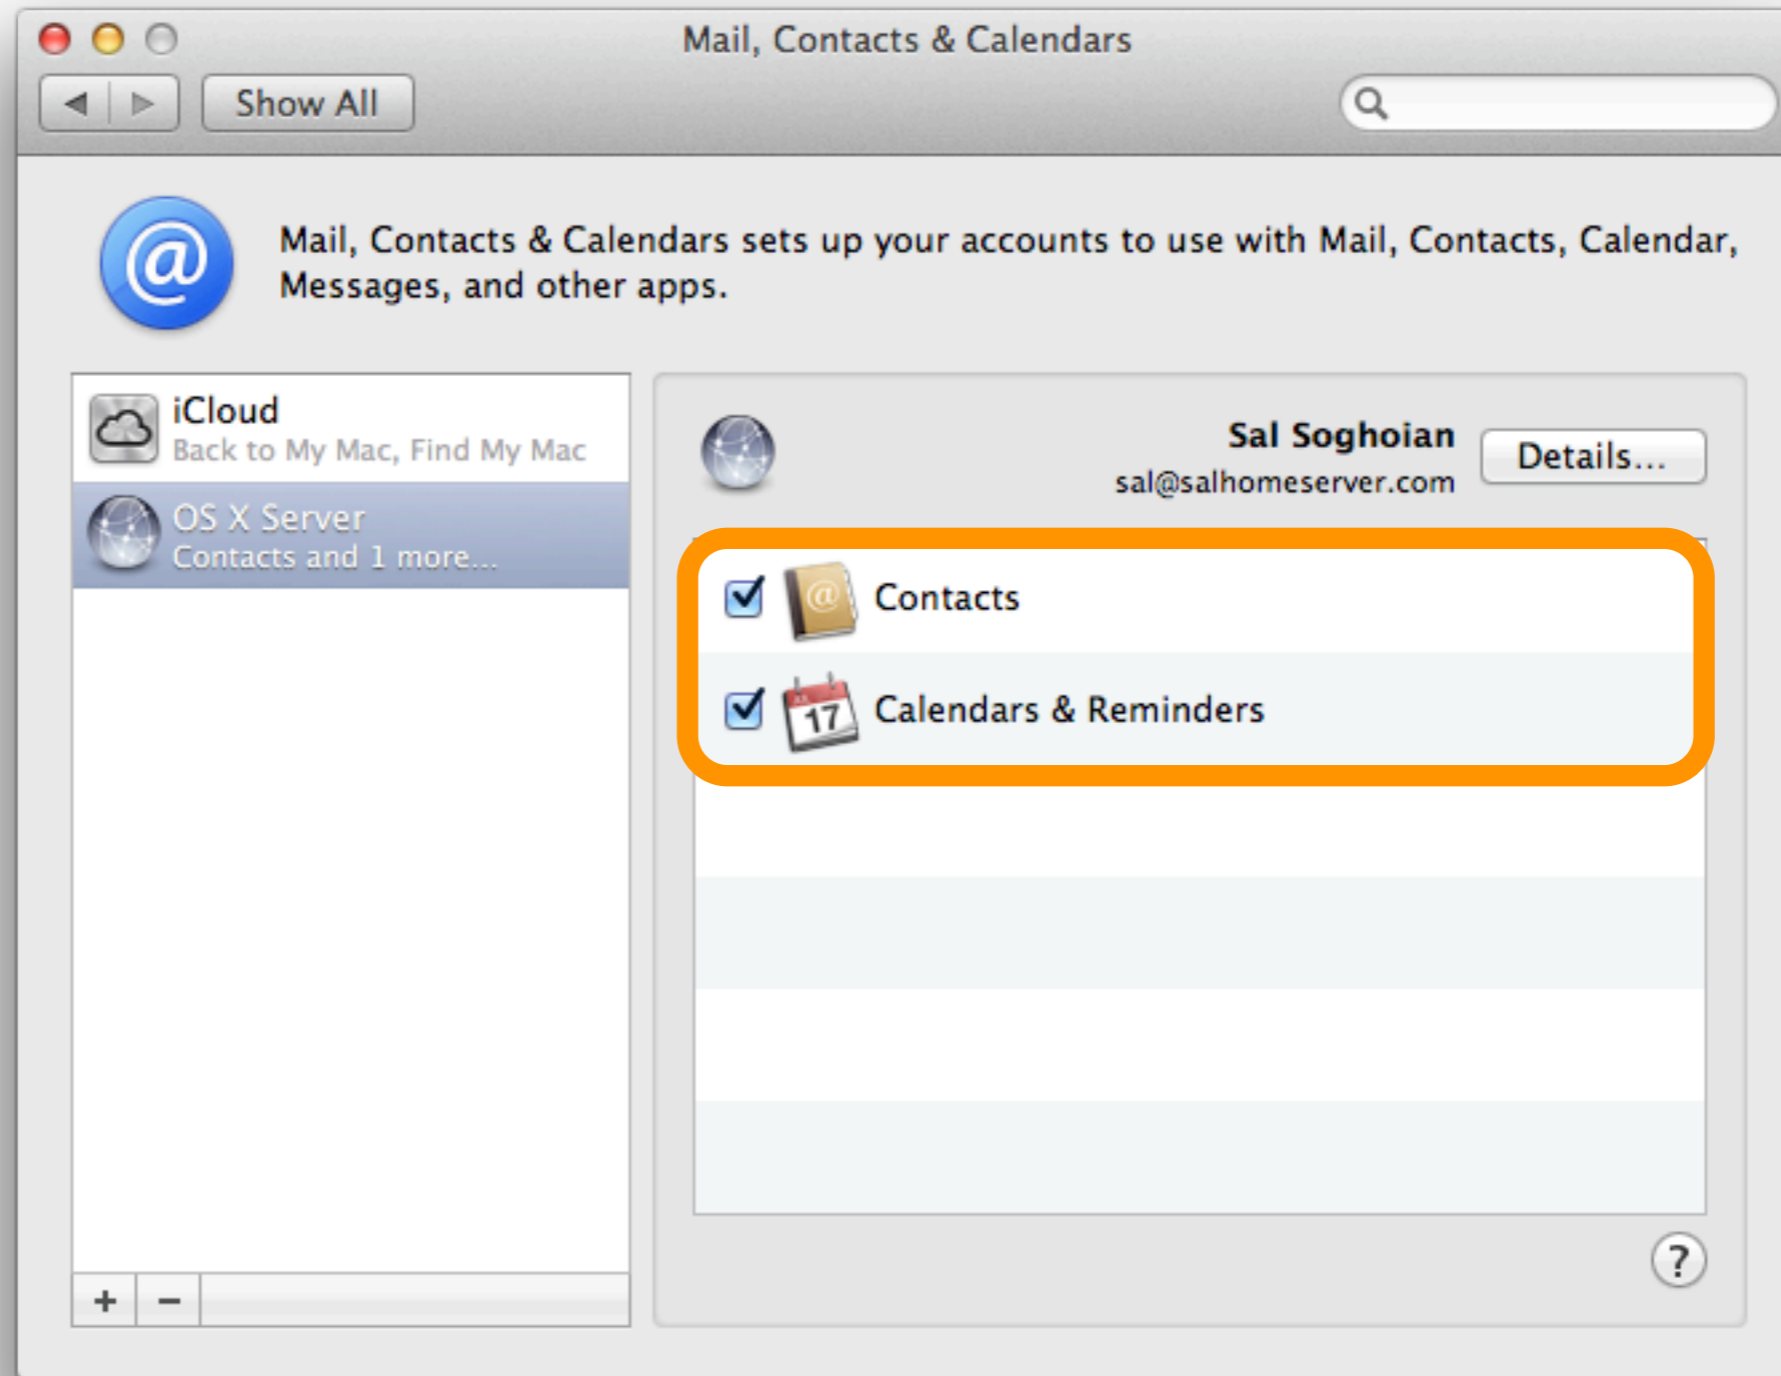 Mail, Contacts & Calendars
Show All
Mail, Contacts & Calendars sets up your accounts to use with Mail, Contacts, Calendar,
Messages, and other apps.
iCloud
Back to My Mac, Find My Mac
OS X Server
Contacts and 1 more...
Sal Soghoian
sal@salhomeserver.com
Details...
@
Contacts
17
Calendars & Reminders
?
+ −